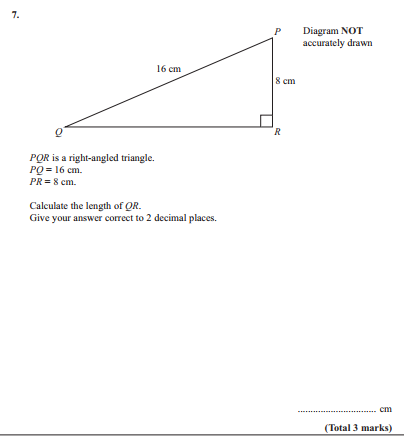 7.
P
Diagram NOT
accurately drawn
16 cm
8 cm
Q
R
PQR is a right-angled triangle.
PQ = 16 cm.
PR = 8 cm.
Calculate the length of QR.
Give your answer correct to 2 decimal places.
.............................. cm
(Total 3 marks)